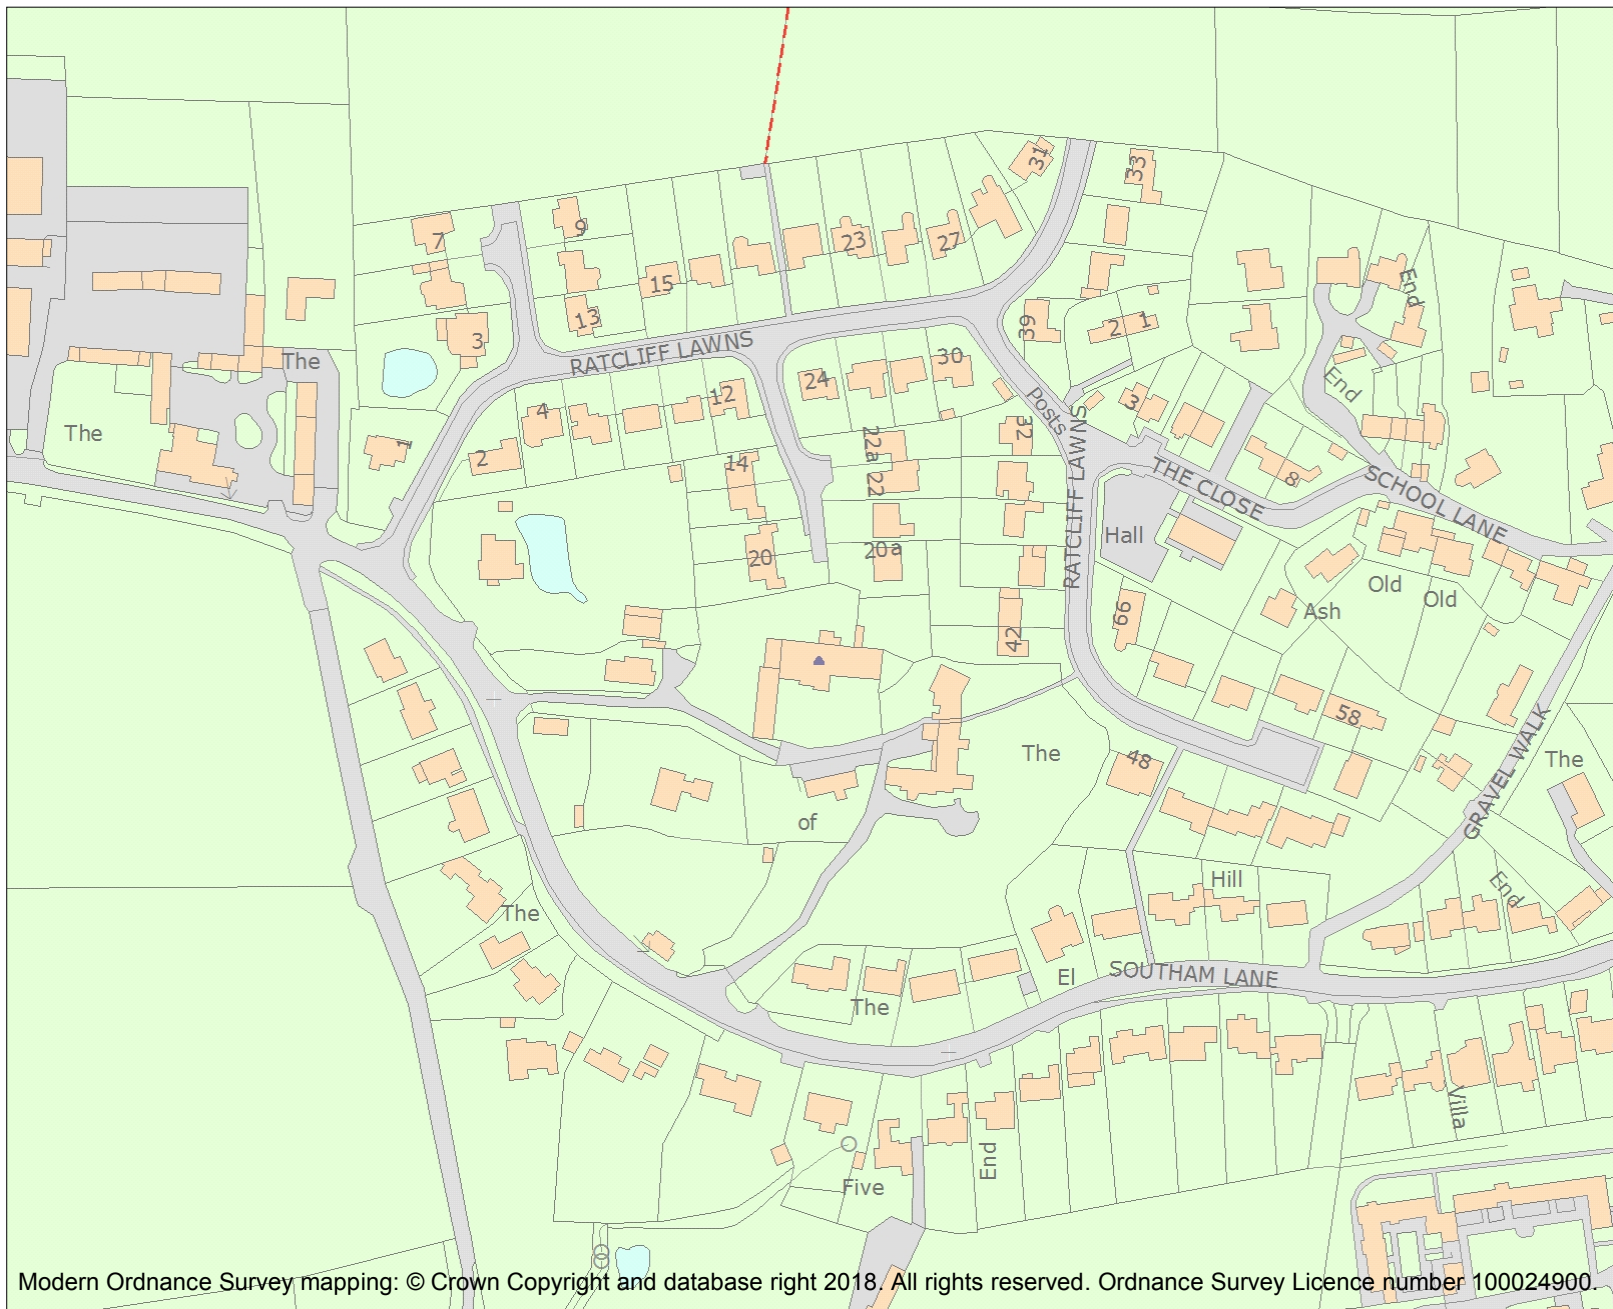 31
33
7
9
23
27
15
13
3
39
2 1
The
RATCLIFF LAWNS
End
30
End
24
12
4
Posts
3
The
1
2
22a
32
14
22
RATCLIFF LAWNS
THE CLOSE
8
SCHOOL LANE
Hall
20
20a
Old
Old
Ash
66
42
58
The
48
GRAVEL WALK
The
of
Hill
End
The
El
SOUTHAM LANE
The
Villa
End
Five
Modern Ordnance Survey mapping: © Crown Copyright and database right 2018. All rights reserved. Ordnance Survey Licence number 100024900.